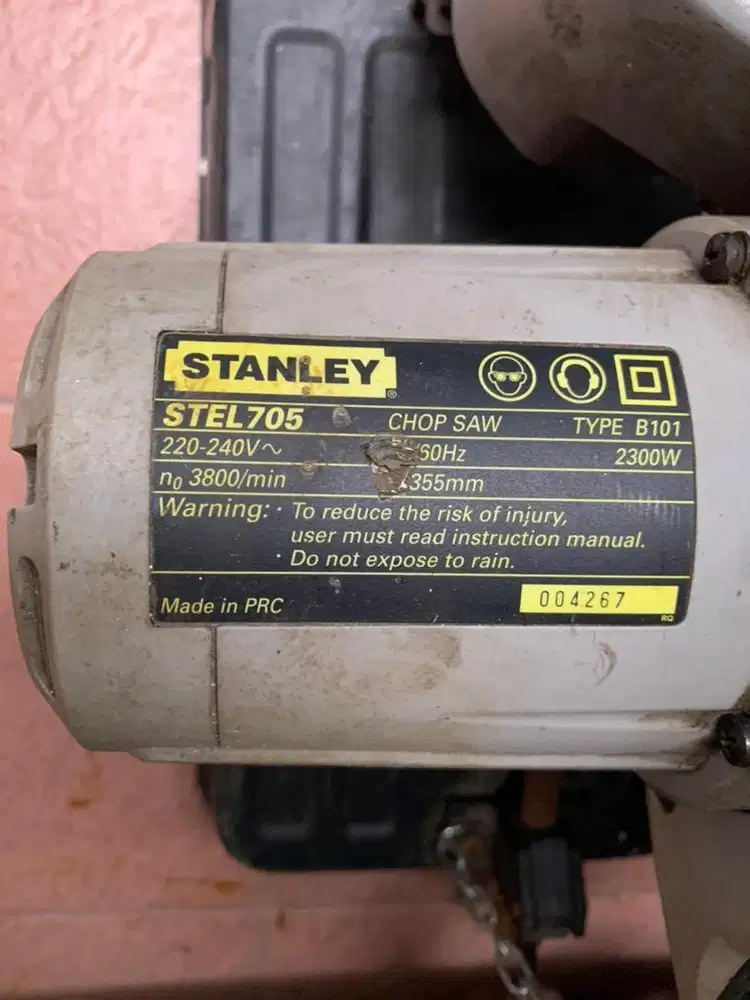 STANLEY®
STEL705 CHOP SAW TYPE B101
220-240V~ /60Hz 2300W
n₀ 3800/min 355mm
Warning: · To reduce the risk of injury,
user must read instruction manual.
· Do not expose to rain.
Made in PRC 004267
RQ